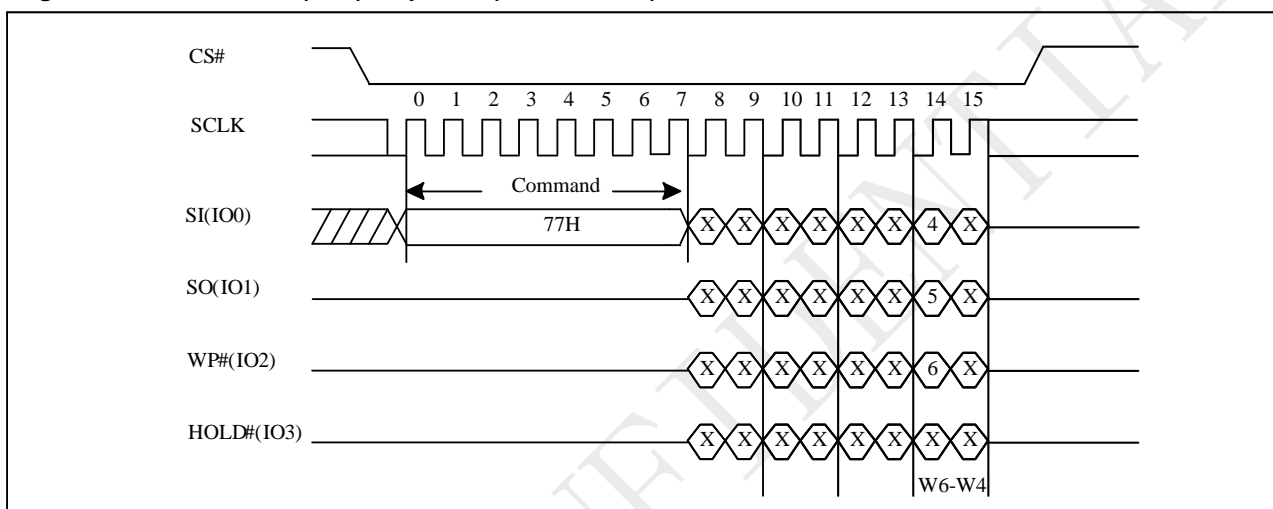 CS#
0 1 2 3 4 5 6 7 8 9 10 11 12 13 14 15
SCLK
Command
SI(IO0) 77H X X X X X X 4 X
SO(IO1) X X X X X X 5 X
WP#(IO2) X X X X X X 6 X
HOLD#(IO3) X X X X X X X X
W6-W4